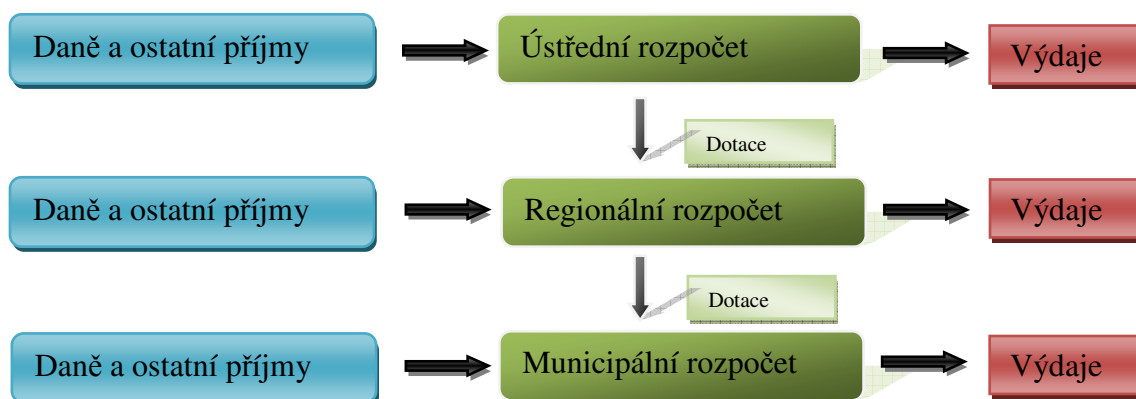 Daně a ostatní příjmy
Ústřední rozpočet
Výdaje
Dotace
Daně a ostatní příjmy
Regionální rozpočet
Výdaje
Dotace
Daně a ostatní příjmy
Municipální rozpočet
Výdaje